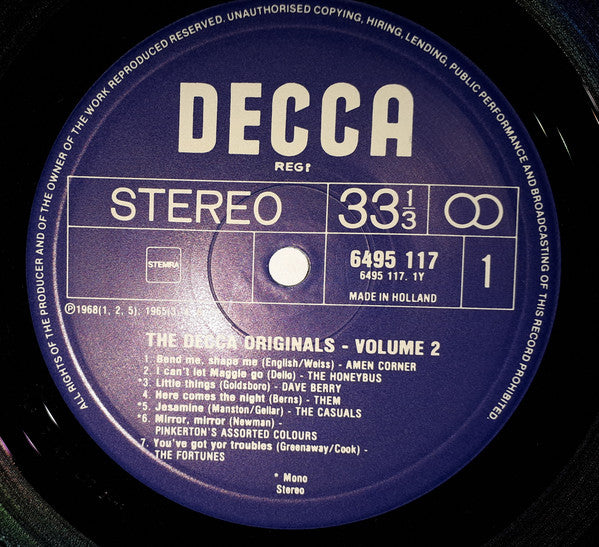 ALL RIGHTS OF THE PRODUCER AND OF THE OWNER OF THE WORK REPRODUCED RESERVED. UNAUTHORISED COPYING, HIRING, LENDING, PUBLIC PERFORMANCE AND BROADCASTING OF THIS RECORD PROHIBITED.
DECCA
REGD
STEREO
33 1/3
STEMRA
6495 117
6495 117. 1Y
MADE IN HOLLAND
1
℗1968(1, 2, 5); 1965(3,
THE DECCA ORIGINALS - VOLUME 2
1. Bend me, shape me (English/Weiss) - AMEN CORNER
2. I can't let Maggie go (Dello) - THE HONEYBUS
*3. Little things (Goldsboro) - DAVE BERRY
4. Here comes the night (Berns) - THEM
*5. Jesamine (Manston/Gellar) - THE CASUALS
*6. Mirror, mirror (Newman) -
PINKERTON'S ASSORTED COLOURS
7. You've got yor troubles (Greenaway/Cook) -
THE FORTUNES
* Mono
Stereo